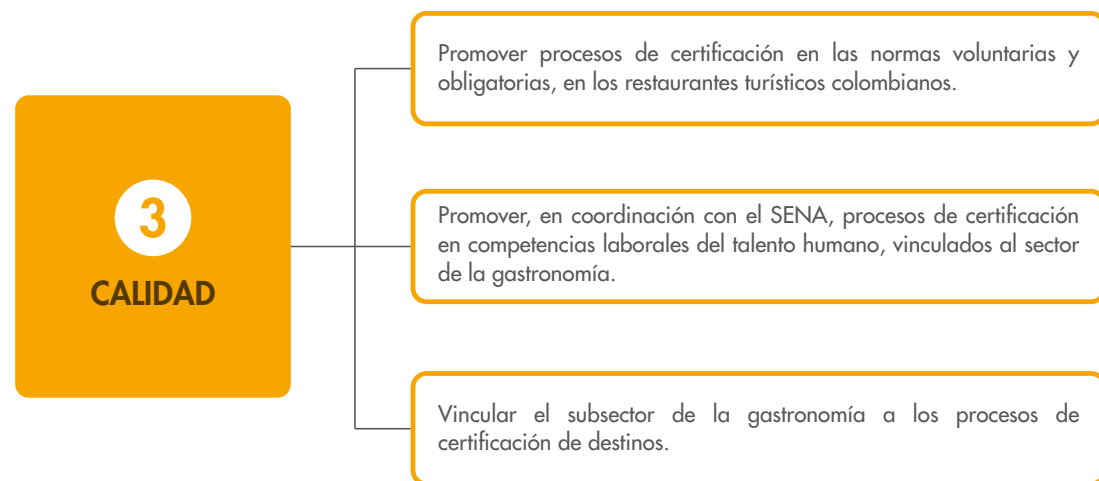 3
CALIDAD
Promover procesos de certificación en las normas voluntarias y
obligatorias, en los restaurantes turísticos colombianos.
Promover, en coordinación con el SENA, procesos de certificación
en competencias laborales del talento humano, vinculados al sector
de la gastronomía.
Vincular el subsector de la gastronomía a los procesos de
certificación de destinos.